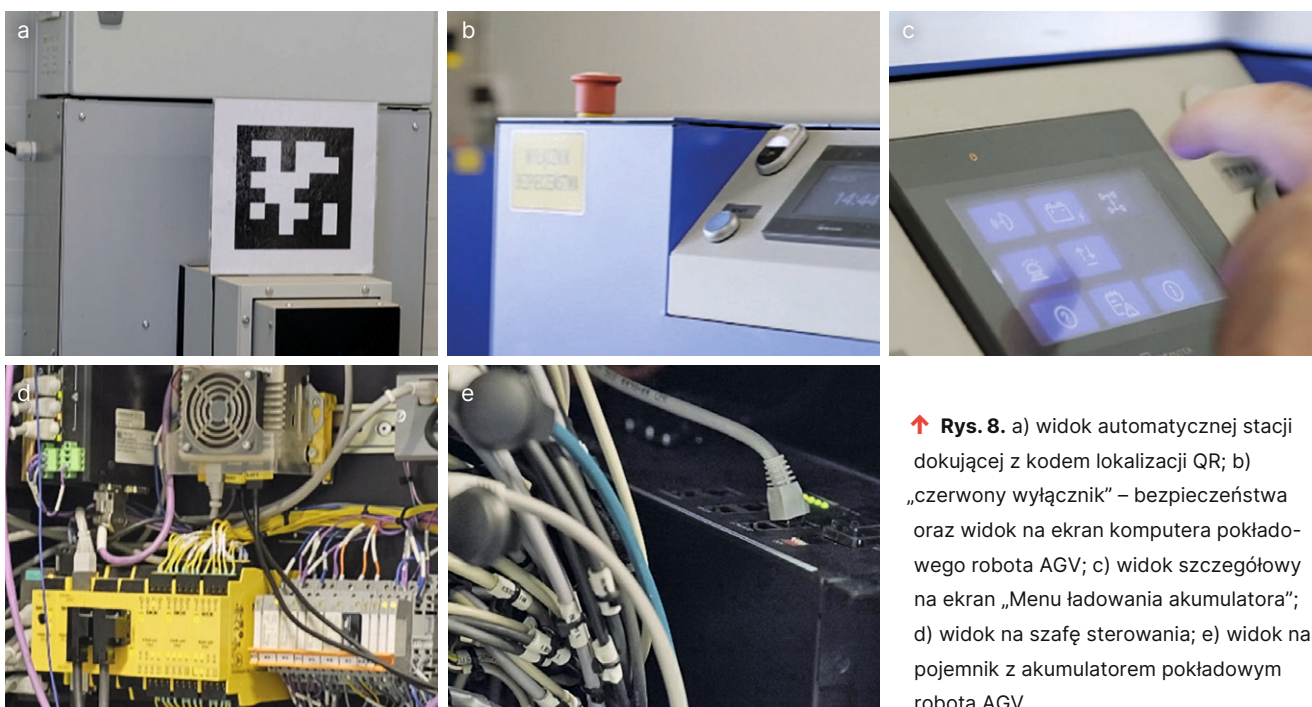 a
b
c
WYŁĄCZNIK
BEZPIECZEŃSTWA
14:44
d
e
↑ Rys. 8. a) widok automatycznej stacji
dokującej z kodem lokalizacji QR; b)
„czerwony wyłącznik” – bezpieczeństwa
oraz widok na ekran komputera pokłado-
wego robota AGV; c) widok szczegółowy
na ekran „Menu ładowania akumulatora”;
d) widok na szafę sterowania; e) widok na
pojemnik z akumulatorem pokładowym
robota AGV